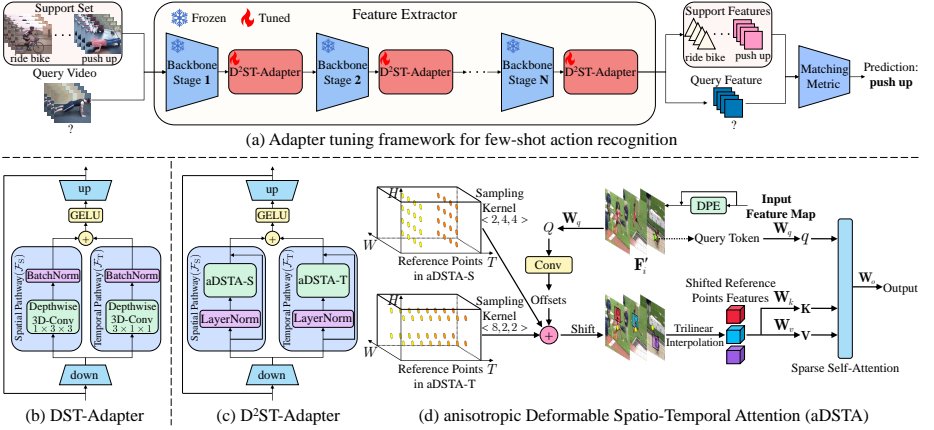 Support Set
ride bike
push up
Query Video
?
Feature Extractor
Frozen
Tuned
Backbone
Stage 1
D²ST-Adapter
Backbone
Stage 2
D²ST-Adapter
Backbone
Stage N
D²ST-Adapter
Support Features
ride bike
push up
Query Feature
?
Matching
Metric
Prediction:
push up
(a) Adapter tuning framework for few-shot action recognition
up
GELU
+
Spatial Pathway(𝓕_S)
BatchNorm
Depthwise
3D-Conv
1 × 3 × 3
Temporal Pathway(𝓕_T)
BatchNorm
Depthwise
3D-Conv
3 × 1 × 1
down
(b) DST-Adapter
up
GELU
+
Spatial Pathway(𝓕_S)
aDSTA-S
LayerNorm
Temporal Pathway(𝓕_T)
aDSTA-T
LayerNorm
down
(c) D²ST-Adapter
H
W
T
Reference Points
in aDSTA-S
Sampling
Kernel
< 2, 4, 4 >
H
W
T
Reference Points
in aDSTA-T
Sampling
Kernel
< 8, 2, 2 >
W_q
Q
Conv
Offsets
+
Shift
F′_i
DPE
Input
Feature Map
Query Token
W_q
q
Trilinear
Interpolation
Shifted Reference
Points Features
W_k
K
W_v
V
W_o
Output
Sparse Self-Attention
(d) anisotropic Deformable Spatio-Temporal Attention (aDSTA)